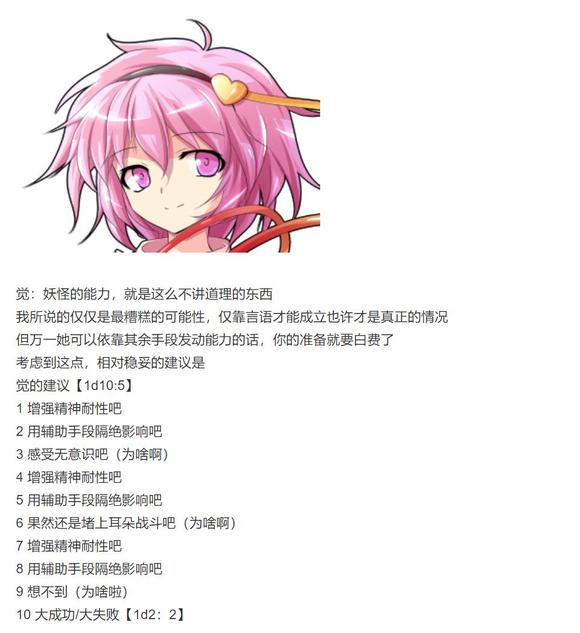 觉：妖怪的能力，就是这么不讲道理的东西
我所说的仅仅是最糟糕的可能性，仅靠言语才能成立也许才是真正的情况
但万一她可以依靠其余手段发动能力的话，你的准备就要白费了
考虑到这点，相对稳妥的建议是
觉的建议【1d10:5】
1 增强精神耐性吧
2 用辅助手段隔绝影响吧
3 感受无意识吧（为啥啊）
4 增强精神耐性吧
5 用辅助手段隔绝影响吧
6 果然还是堵上耳朵战斗吧（为啥啊）
7 增强精神耐性吧
8 用辅助手段隔绝影响吧
9 想不到（为啥啦）
10 大成功/大失败【1d2：2】